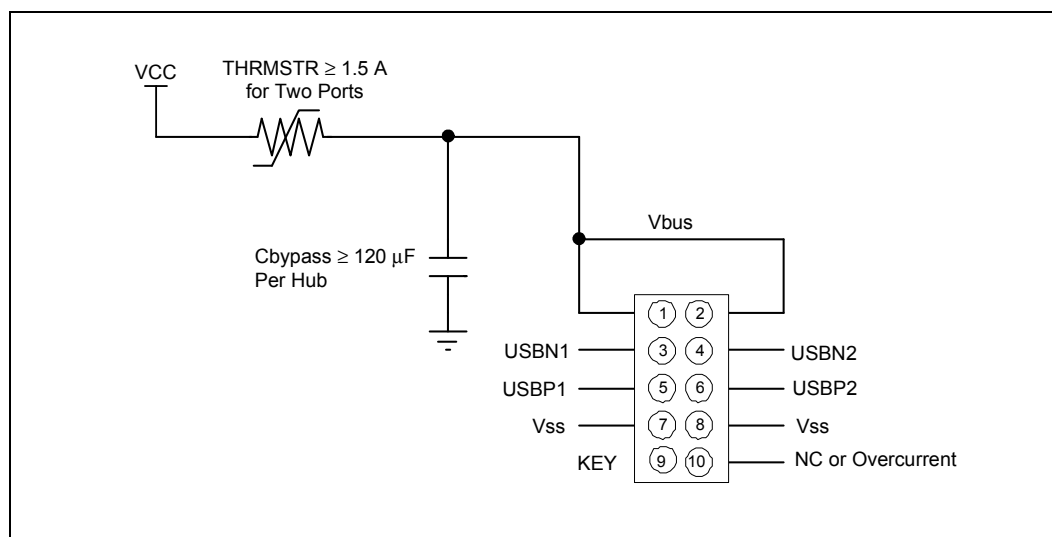 VCC
THRMSTR ≥ 1.5 A
for Two Ports
Vbus
Cbypass ≥ 120 μF
Per Hub
1 2
USBN1 3 4 USBN2
USBP1 5 6 USBP2
Vss 7 8 Vss
KEY 9 10 NC or Overcurrent